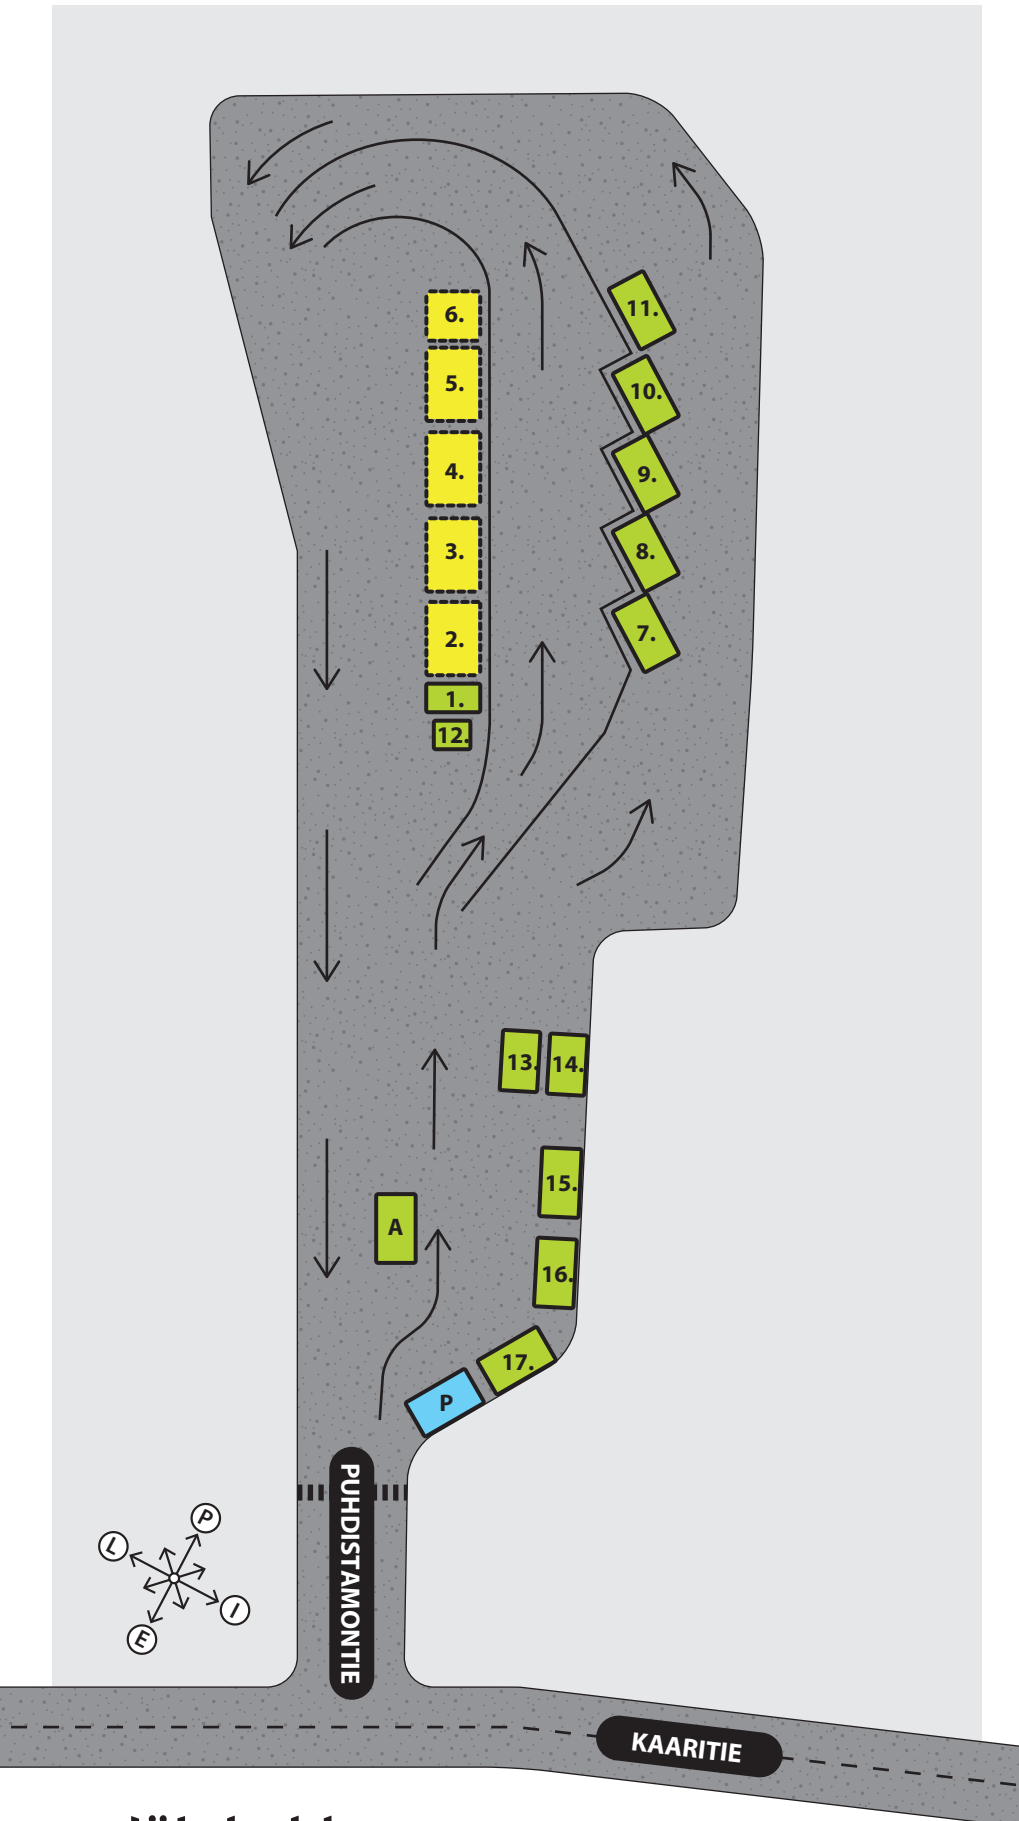 11.
6.
10.
5.
9.
4.
8.
3.
7.
2.
1.
12.
13.
14.
15.
A
16.
17.
P
PUHDISTAMONTIE
P
L
I
E
KAARITIE